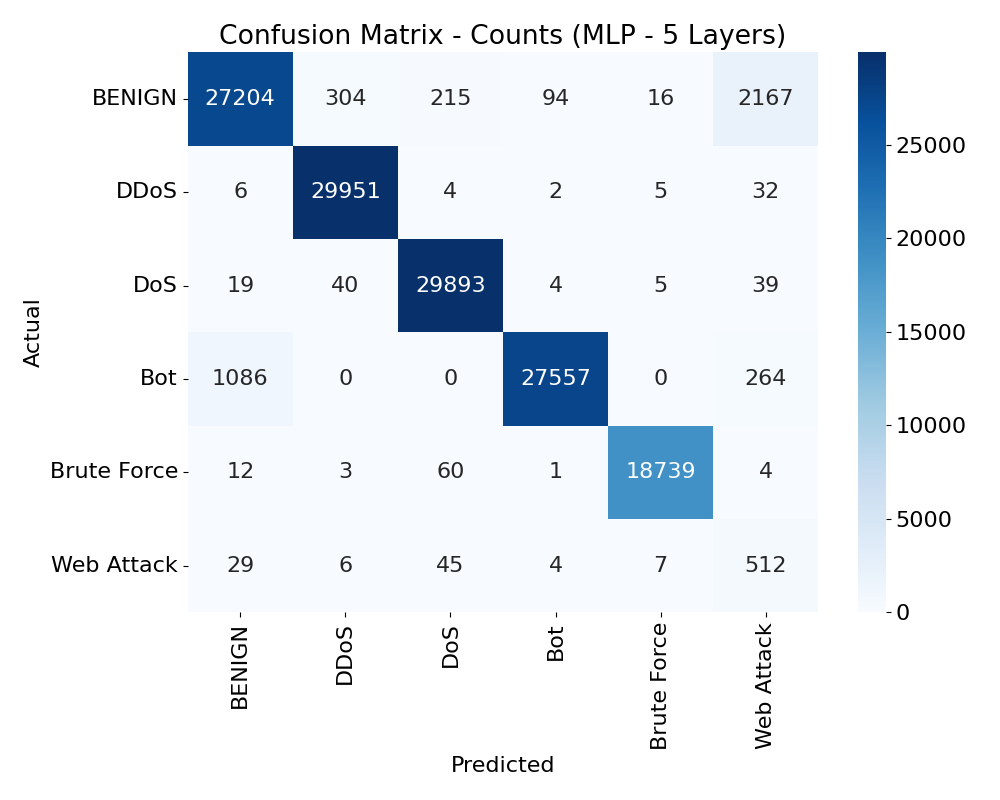 Confusion Matrix - Counts (MLP - 5 Layers)
BENIGN 27204 304 215 94 16 2167
DDoS 6 29951 4 2 5 32
DoS 19 40 29893 4 5 39
Bot 1086 0 0 27557 0 264
Brute Force 12 3 60 1 18739 4
Web Attack 29 6 45 4 7 512
Actual
BENIGN DDoS DoS Bot Brute Force Web Attack
Predicted
25000
20000
15000
10000
5000
0